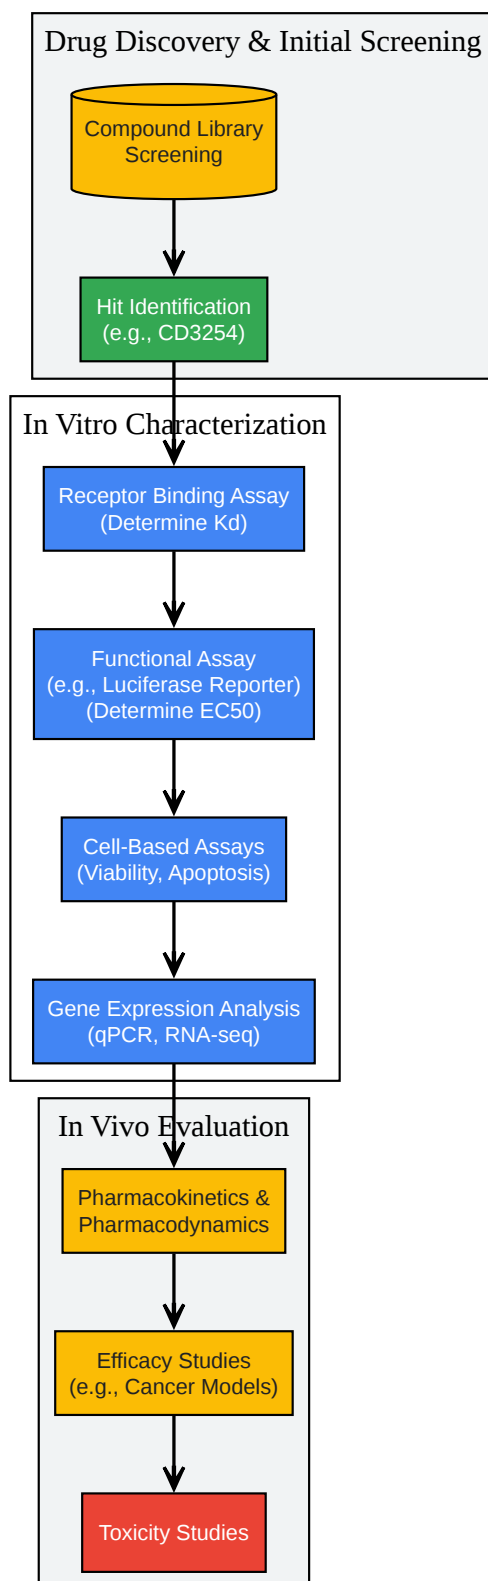 Drug Discovery & Initial Screening
Compound Library
Screening
Hit Identification
(e.g., CD3254)
In Vitro Characterization
Receptor Binding Assay
(Determine Kd)
Functional Assay
(e.g., Luciferase Reporter)
(Determine EC50)
Cell-Based Assays
(Viability, Apoptosis)
Gene Expression Analysis
(qPCR, RNA-seq)
In Vivo Evaluation
Pharmacokinetics &
Pharmacodynamics
Efficacy Studies
(e.g., Cancer Models)
Toxicity Studies